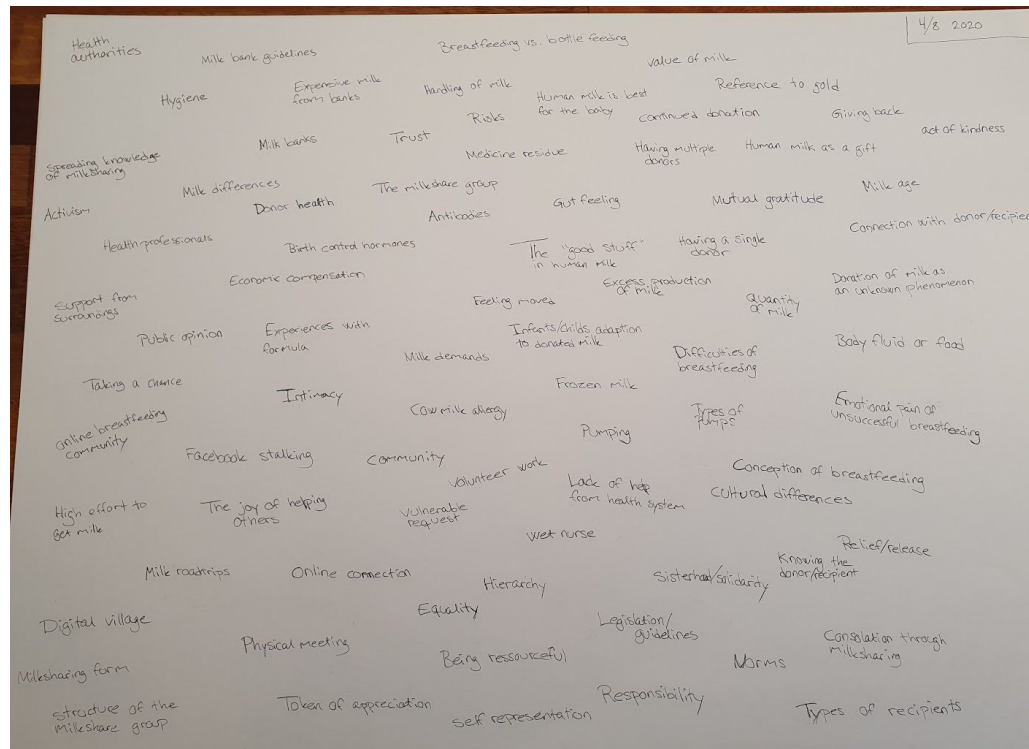 4/8 2020
Health
authorities
Milk bank guidelines
Breastfeeding vs. bottle feeding
value of milk
Hygiene
Expensive milk
from banks
Handling of milk
Human milk is best
for the baby
Reference to gold
Risks
continued donation
Giving back
act of kindness
Spreading knowledge
of milksharing
Milk banks
Trust
Medicine residue
Having multiple
donors
Human milk as a gift
Activism
Milk differences
Donor health
The milkshare group
Antibodies
Gut feeling
Mutual gratitude
Milk age
Health professionals
Birth control hormones
The "good stuff"
in human milk
Having a single
donor
Connection with donor/recipien
Support from
surroundings
Economic compensation
Feeling moved
Excess production
of milk
Quantity
of milk
Donation of milk as
an unknown phenomenon
Public opinion
Experiences with
formula
Milk demands
Infants/childs adaption
to donated milk
Difficulties of
breastfeeding
Body fluid or food
Taking a chance
Intimacy
Cow milk allergy
Frozen milk
Types of
pumps
Emotional pain of
unsuccessful breastfeeding
online breastfeeding
community
Facebook stalking
Community
Pumping
Conception of breastfeeding
High effort to
get milk
The joy of helping
others
Volunteer work
vulnerable
request
Lack of help
from health system
cultural differences
wet nurse
Relief/release
Milk roadtrips
Online connection
Hierarchy
Sisterhood/solidarity
Knowing the
donor/recipient
Digital village
Physical meeting
Equality
Legislation/
guidelines
Consolation through
milksharing
Milksharing form
Being ressourceful
Norms
structure of the
milkshare group
Token of appreciation
self representation
Responsibility
Types of recipients